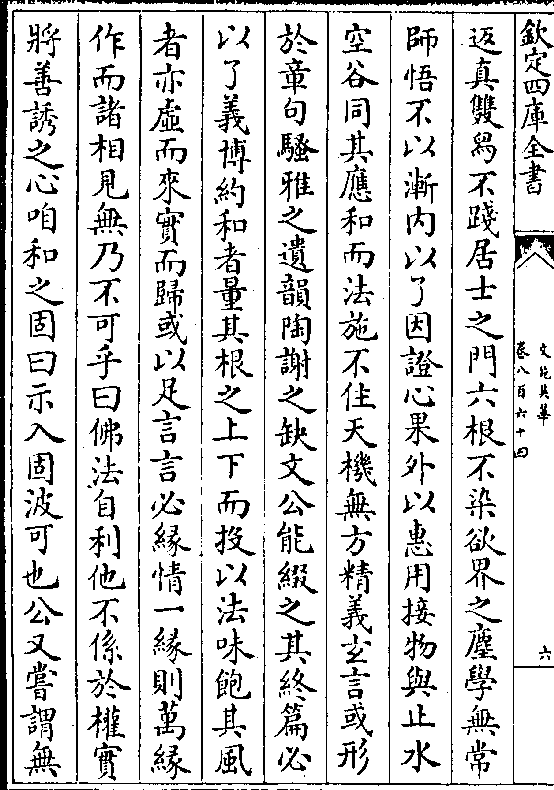 欽定四庫全書
文苑英華
卷八百六十四
六
返真雙舄不踐居士之門六根不染欲界之塵學無常
師悟不以漸内以了因證心果外以惠用接物與止水
空谷同其應和而法施不住天機無方精義玄言或形
於章句騷雅之遺韻陶謝之缺文公能綴之其終篇必
以了義博約和者量其根之上下而投以法味飽其風
者亦虛而來實而歸或以足言言必緣情一緣則萬緣
作而諸相見無乃不可乎曰佛法自利他不係於權實
將善誘之心咱和之固曰示入固波可也公又嘗謂無